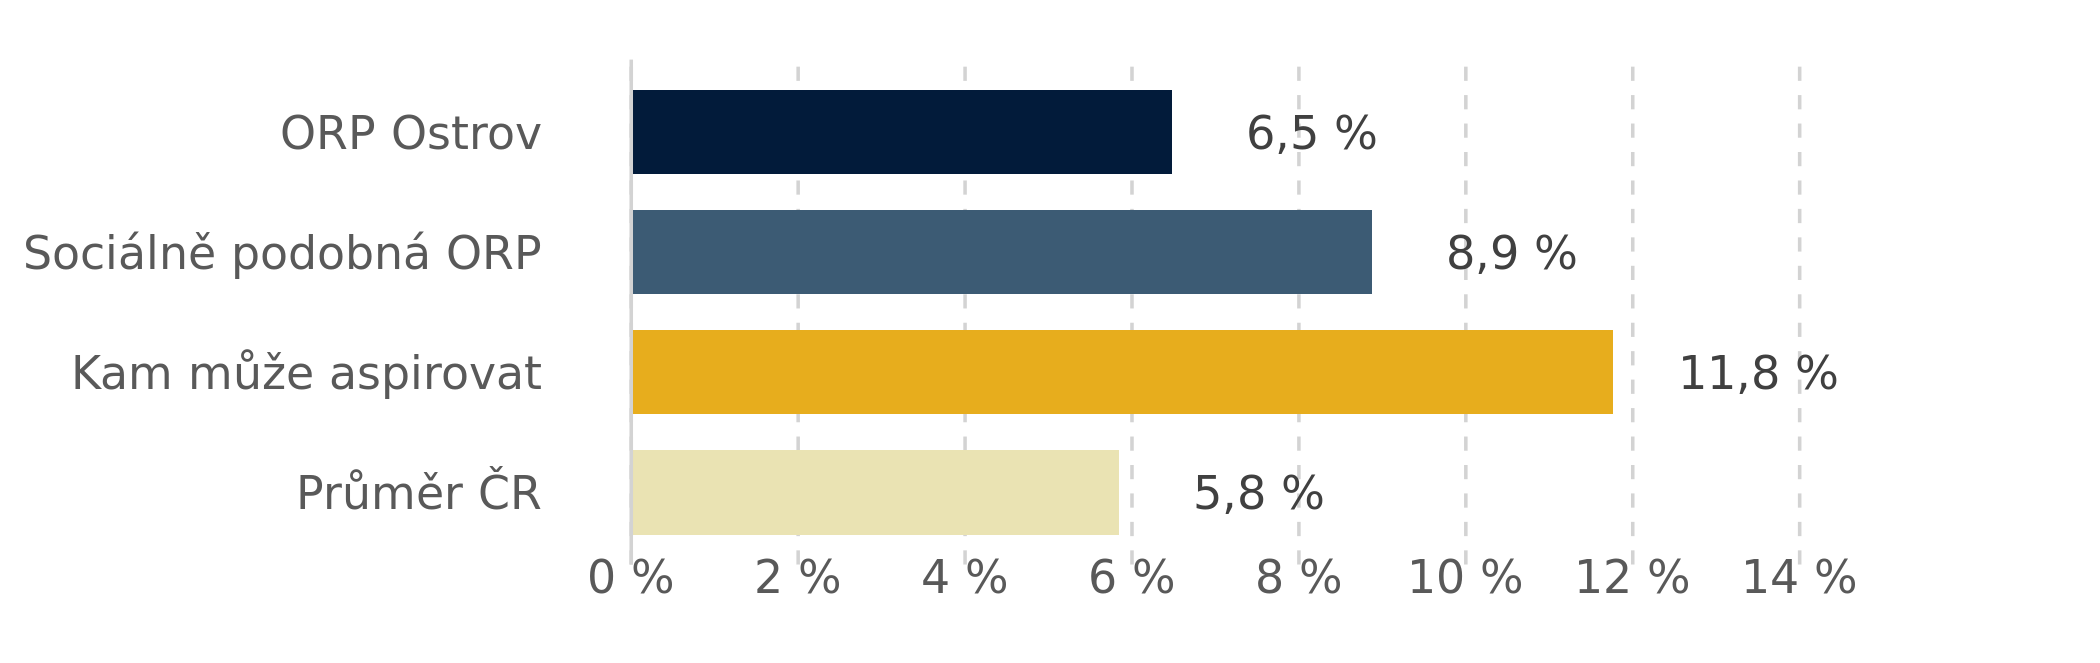 ORP Ostrov 6,5 %
Sociálně podobná ORP 8,9 %
Kam může aspirovat 11,8 %
Průměr ČR 5,8 %
0 % 2 % 4 % 6 % 8 % 10 % 12 % 14 %